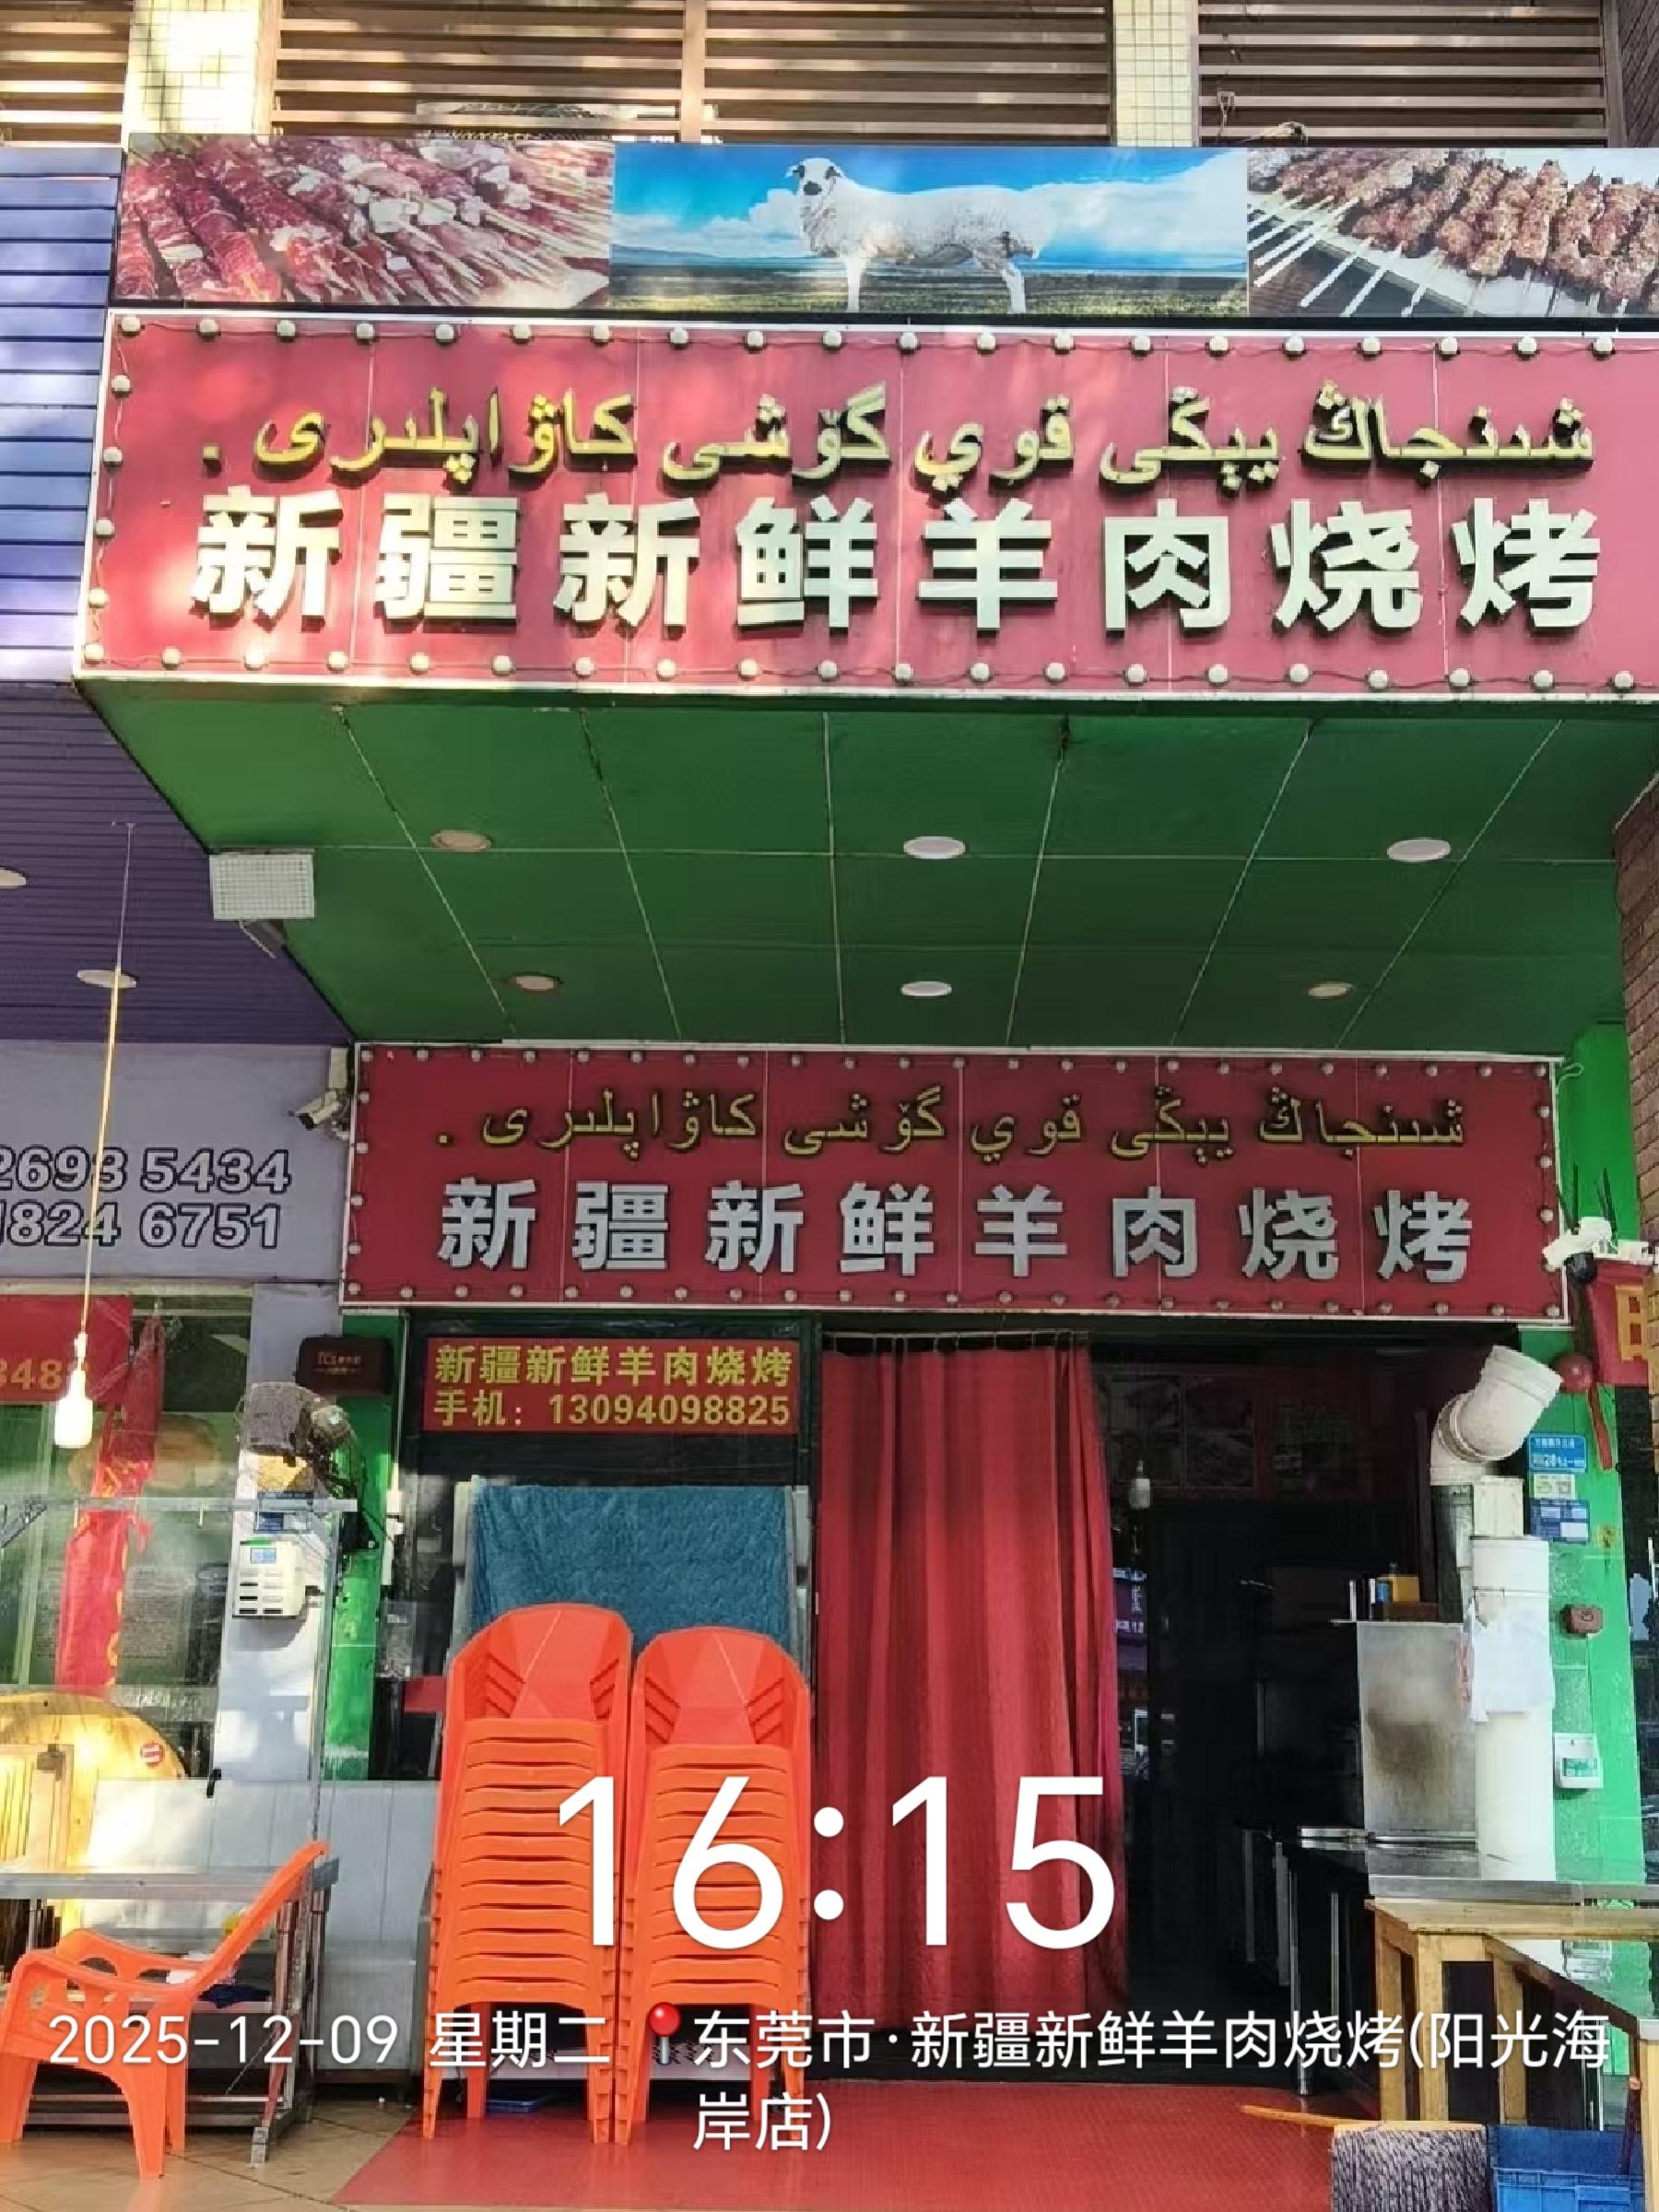 شىنجاڭ يېڭى قوي گۆشى كاۋاپلىرى .
新疆新鲜羊肉烧烤
شىنجاڭ يېڭى قوي گۆشى كاۋاپلىرى .
新疆新鲜羊肉烧烤
2693 5434
1824 6751
新疆新鲜羊肉烧烤
手机：13094098825
16:15
2025-12-09 星期二 东莞市·新疆新鲜羊肉烧烤(阳光海
岸店)